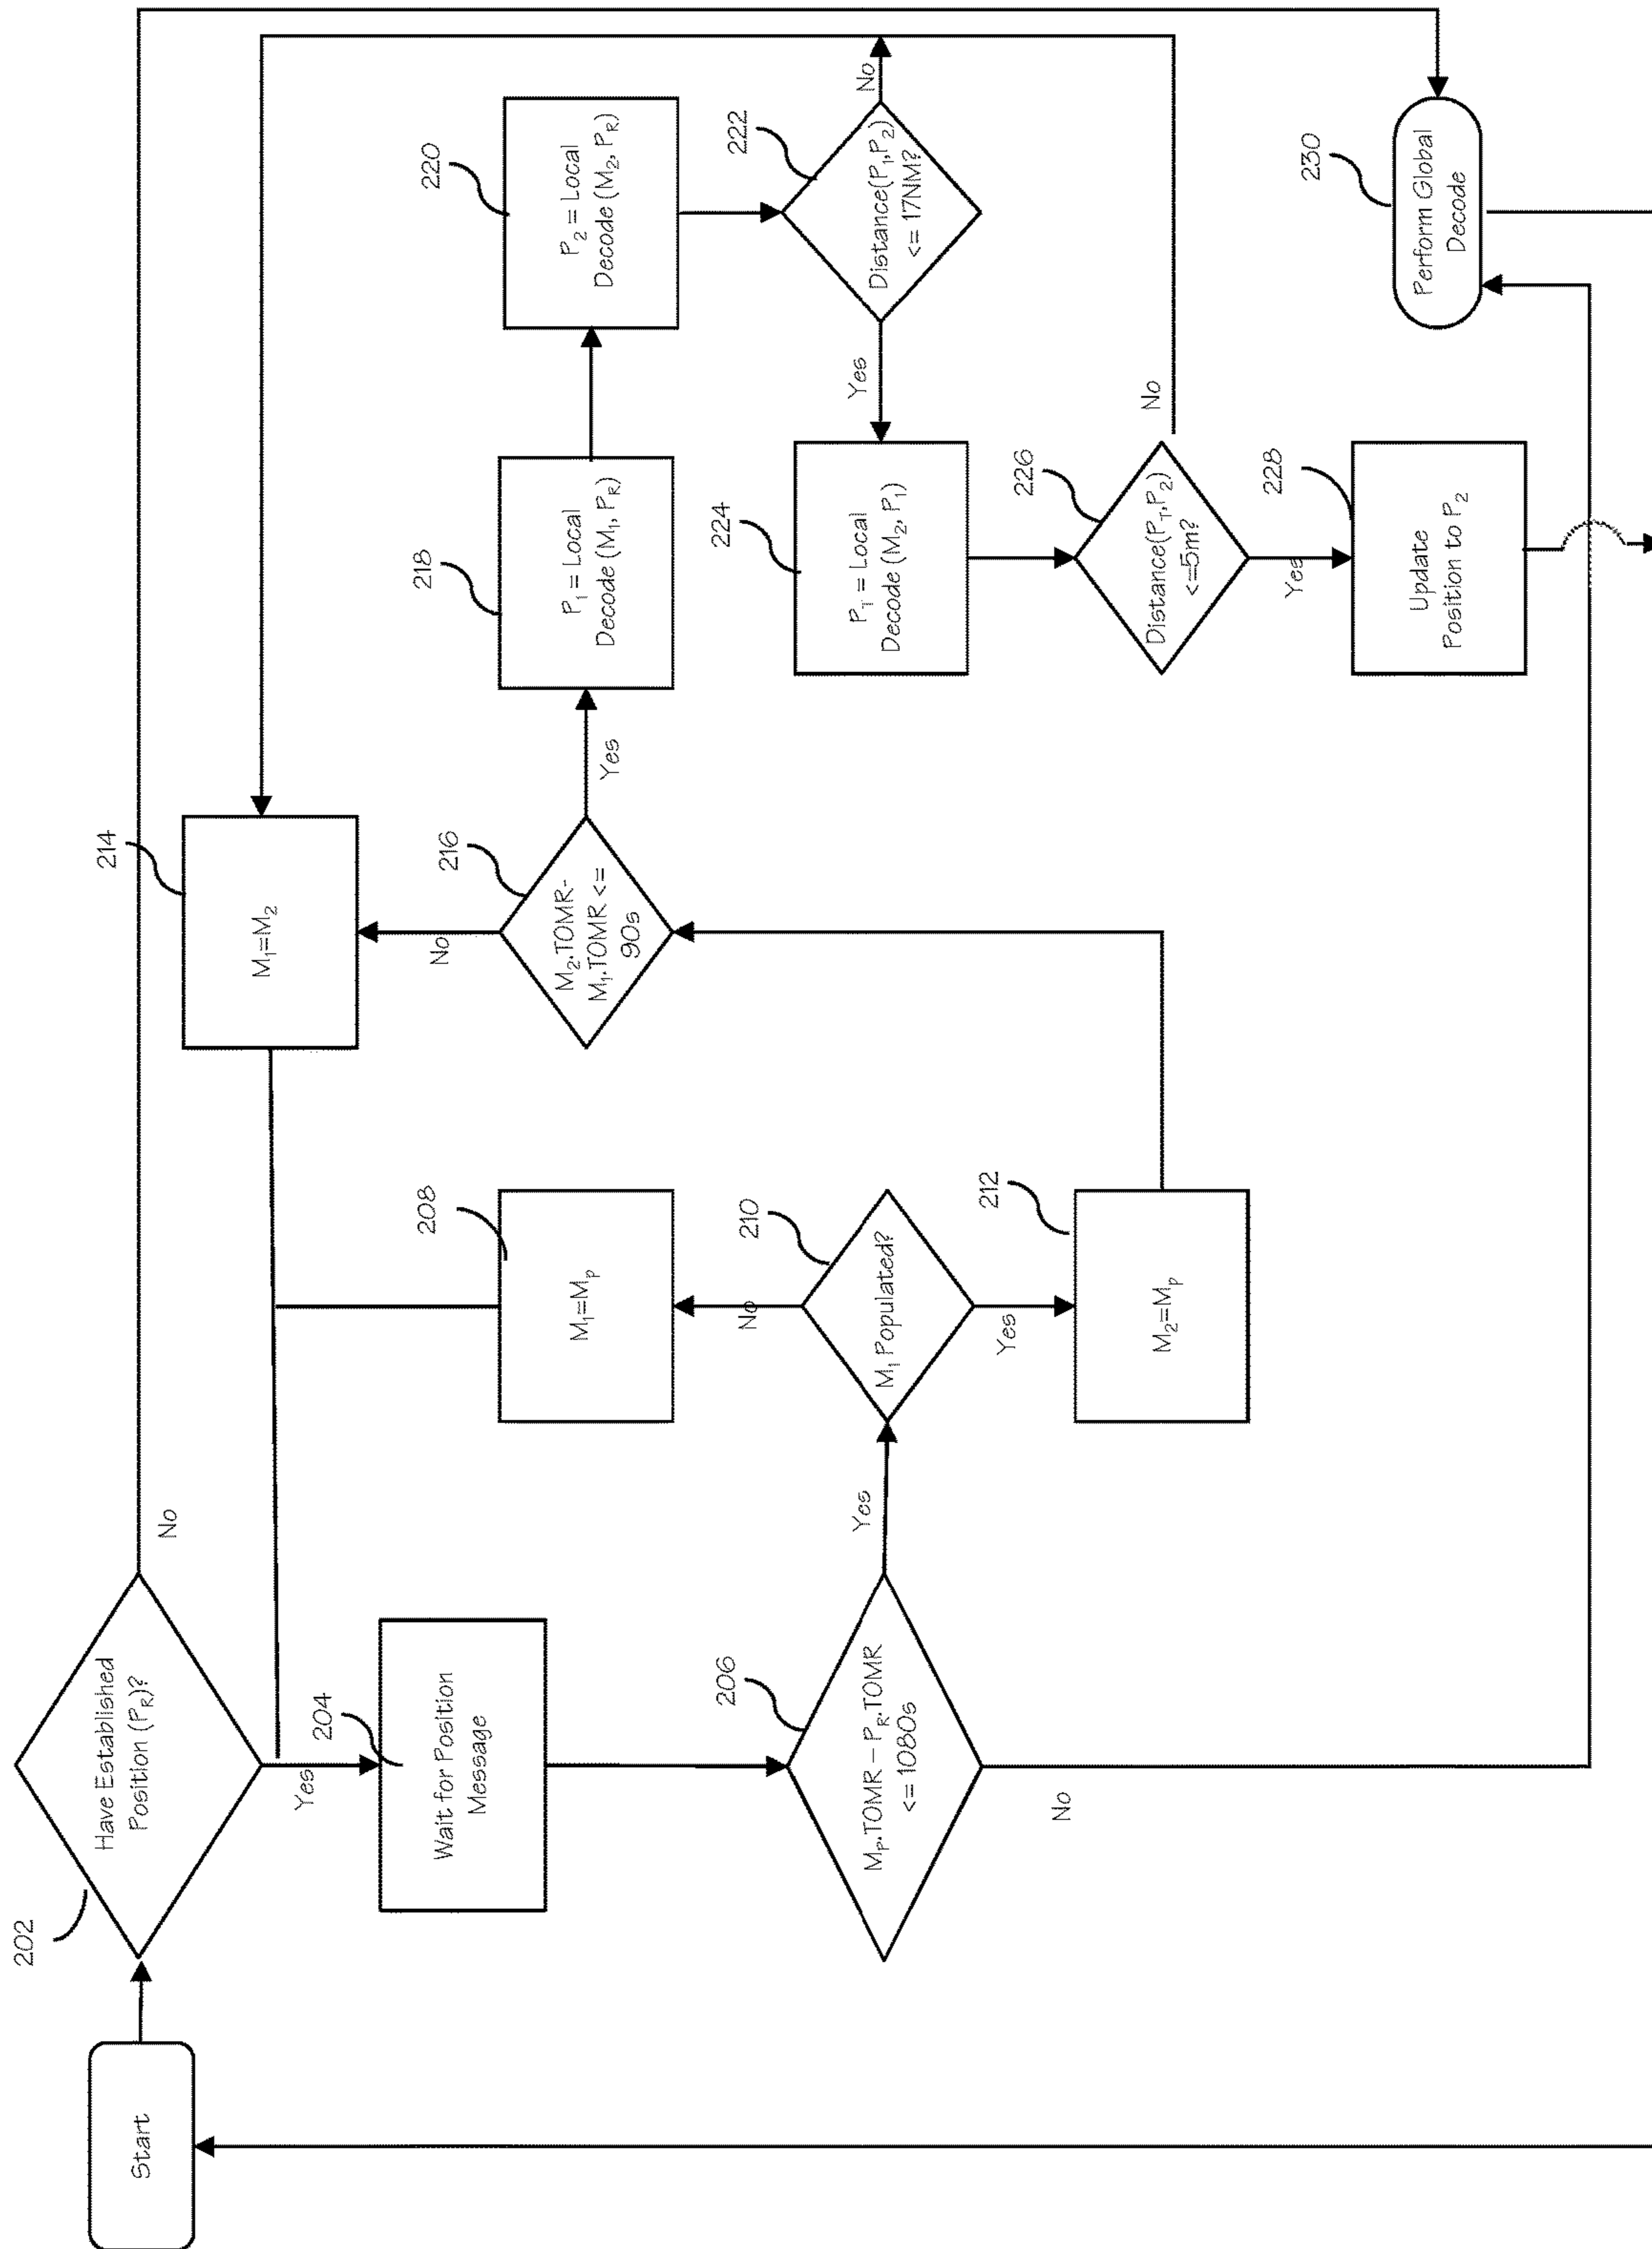 Start
202
Have Established
Position (P_R)?
No
Yes
204
Wait for Position
Message
206
M_P.TOMR – P_R.TOMR
<= 1080s
Yes
No
208
M_1=M_p
210
M_1 Populated?
No
Yes
212
M_2=M_p
214
M_1=M_2
216
M_2.TOMR-
M_1.TOMR <=
90s
No
Yes
218
P_1 = Local
Decode (M_1, P_R)
220
P_2 = Local
Decode (M_2, P_R)
222
Distance(P_1,P_2)
<= 17NM?
No
Yes
224
P_T = Local
Decode (M_2, P_1)
226
Distance(P_T,P_2)
<=5m?
No
Yes
228
Update
Position to P_2
230
Perform Global
Decode